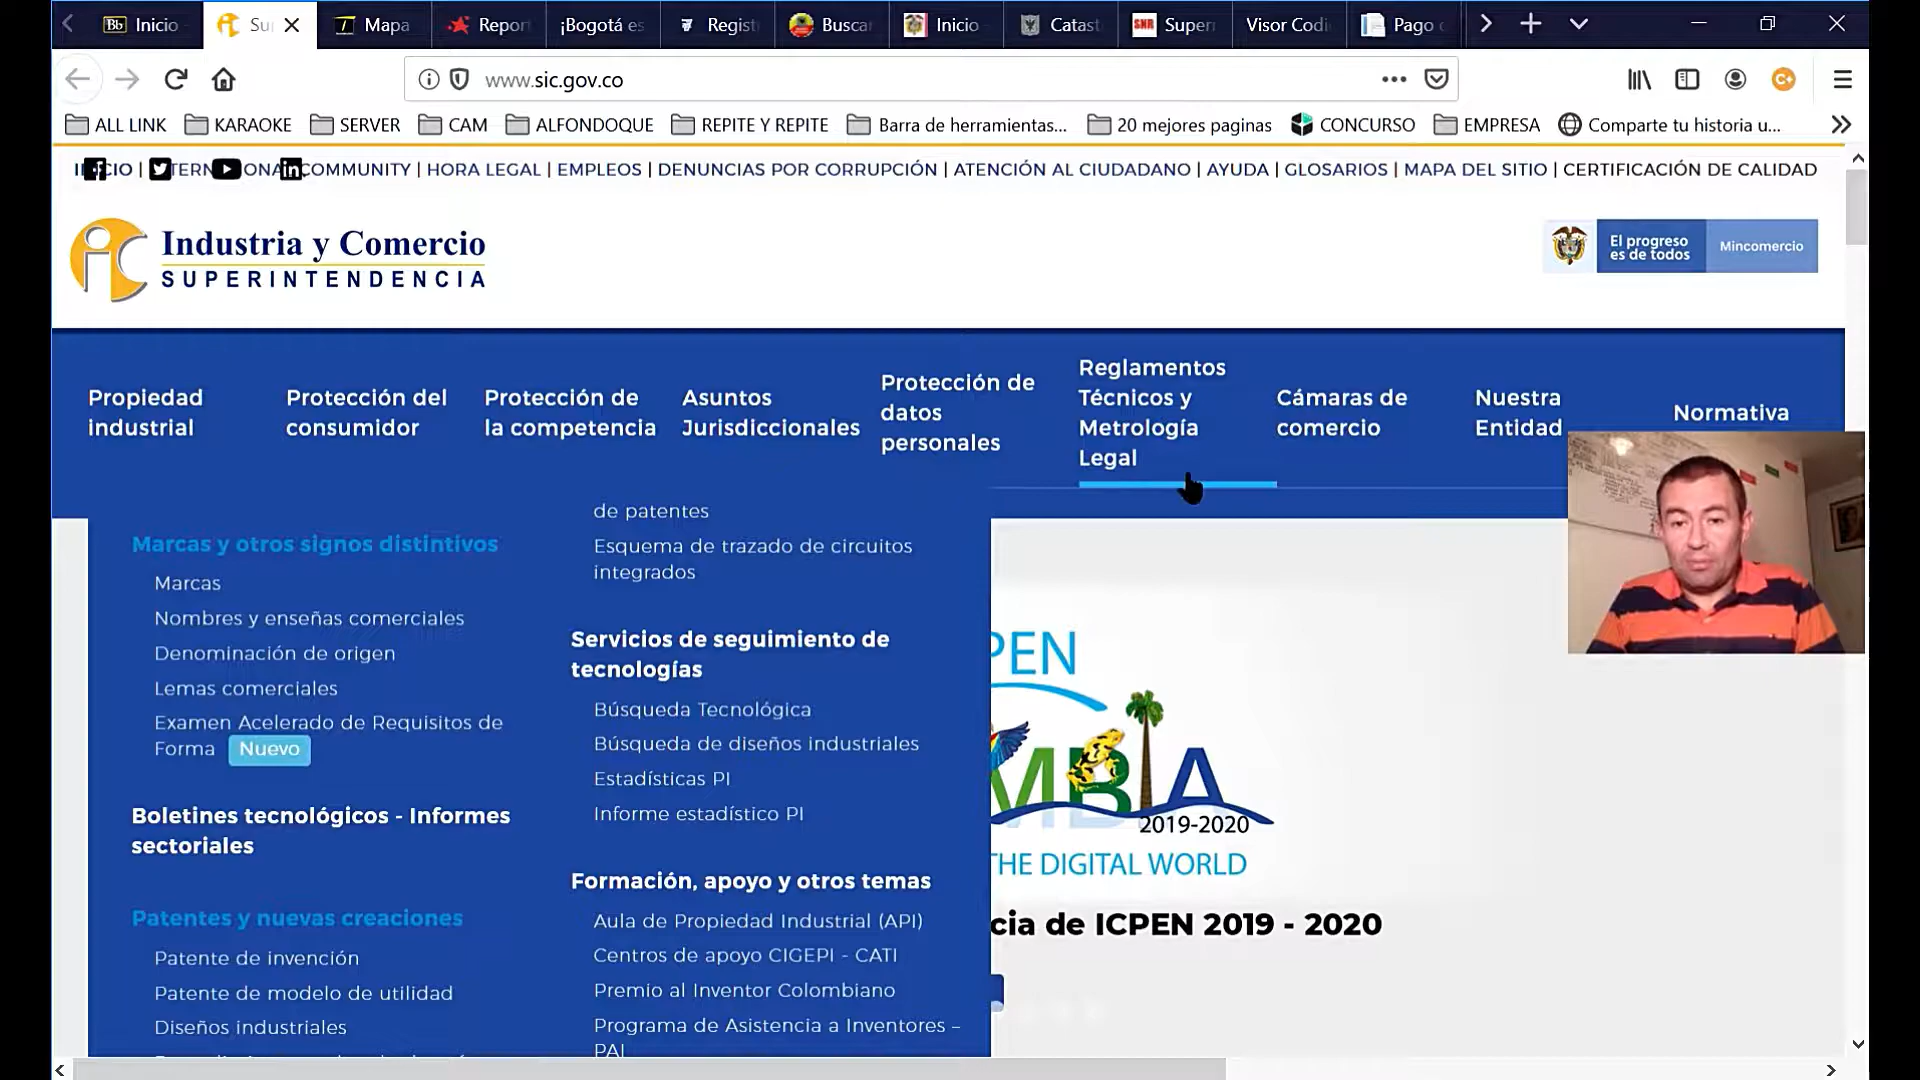 Bb Inicio
Su
Mapa
Repor
¡Bogotá es
Regist
Busca
Inicio
Catast
SNR Super
Visor Codi
Pago
www.sic.gov.co
ALL LINK
KARAOKE
SERVER
CAM
ALFONDOQUE
REPITE Y REPITE
Barra de herramientas...
20 mejores paginas
CONCURSO
EMPRESA
Comparte tu historia u...
COMMUNITY | HORA LEGAL | EMPLEOS | DENUNCIAS POR CORRUPCIÓN | ATENCIÓN AL CIUDADANO | AYUDA | GLOSARIOS | MAPA DEL SITIO | CERTIFICACIÓN DE CALIDAD
Industria y Comercio
SUPERINTENDENCIA
El progreso
es de todos
Mincomercio
Propiedad
industrial
Protección del
consumidor
Protección de
la competencia
Asuntos
Jurisdiccionales
Protección de
datos
personales
Reglamentos
Técnicos y
Metrología
Legal
Cámaras de
comercio
Nuestra
Entidad
Normativa
Marcas y otros signos distintivos
Marcas
Nombres y enseñas comerciales
Denominación de origen
Lemas comerciales
Examen Acelerado de Requisitos de
Forma Nuevo
Boletines tecnológicos - Informes
sectoriales
Patentes y nuevas creaciones
Patente de invención
Patente de modelo de utilidad
Diseños industriales
de patentes
Esquema de trazado de circuitos
integrados
Servicios de seguimiento de
tecnologías
Búsqueda Tecnológica
Búsqueda de diseños industriales
Estadísticas PI
Informe estadístico PI
Formación, apoyo y otros temas
Aula de Propiedad Industrial (API)
Centros de apoyo CIGEPI - CATI
Premio al Inventor Colombiano
Programa de Asistencia a Inventores –
PAI
PEN
MBIA
2019-2020
THE DIGITAL WORLD
cia de ICPEN 2019 - 2020